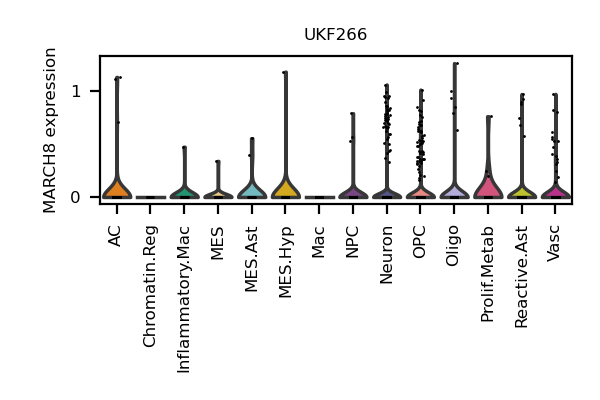 UKF266
MARCH8 expression
1
0
AC
Chromatin.Reg
Inflammatory.Mac
MES
MES.Ast
MES.Hyp
Mac
NPC
Neuron
OPC
Oligo
Prolif.Metab
Reactive.Ast
Vasc